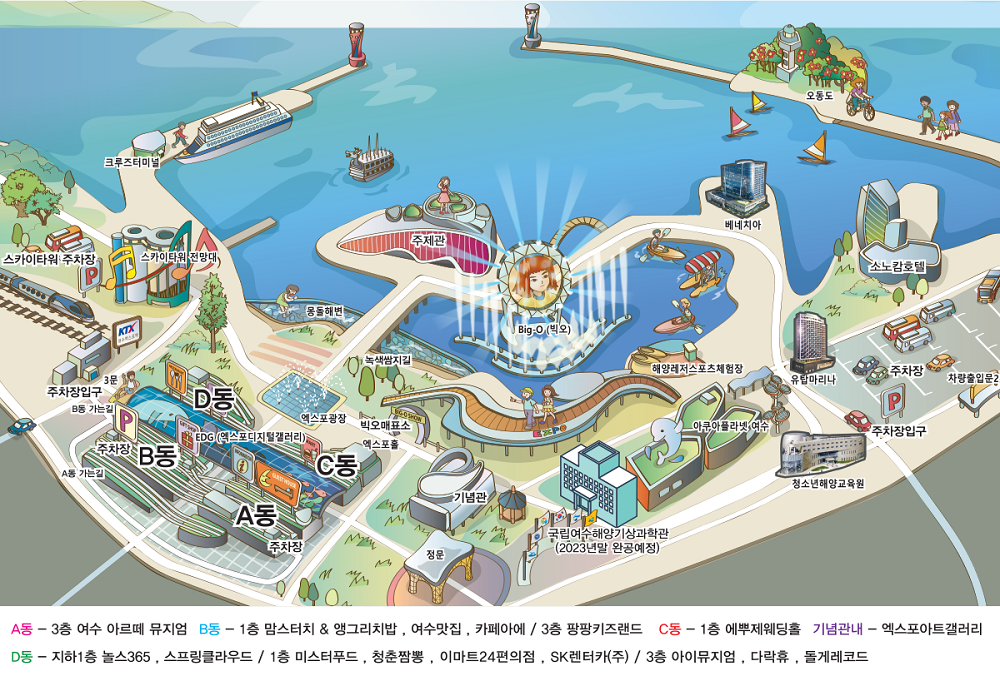 오동도
크루즈터미널
베네치아
주제관
스카이타워 주차장
P
스카이타워 전망대
소노캄호텔
몽돌해변
Big-O (빅오)
KTX
녹색쌈지길
해양레저스포츠체험장
유탑마리나
주차장
차량출입문2
3문
주차장입구
B동 가는길
P
D동
엑스포광장
BIG-O SHOW
빅오매표소
엑스포홀
EXPO
아쿠아플라넷 여수
P
주차장입구
주차장
B동
EDG (엑스포디지털갤러리)
C동
A동 가는길
GUEST HOUSE
청소년해양교육원
기념관
A동
주차장
국립여수해양기상과학관
(2023년말 완공예정)
정문
A동 – 3층 여수 아르떼 뮤지엄 B동 – 1층 맘스터치 & 앵그리치밥 , 여수맛집 , 카페아에 / 3층 팡팡키즈랜드 C동 – 1층 에뿌제웨딩홀 기념관내 – 엑스포아트갤러리
D동 – 지하1층 놀스365 , 스프링클라우드 / 1층 미스터푸드 , 청춘짬뽕 , 이마트24편의점 , SK렌터카(주) / 3층 아이뮤지엄 , 다락휴 , 돌게레코드